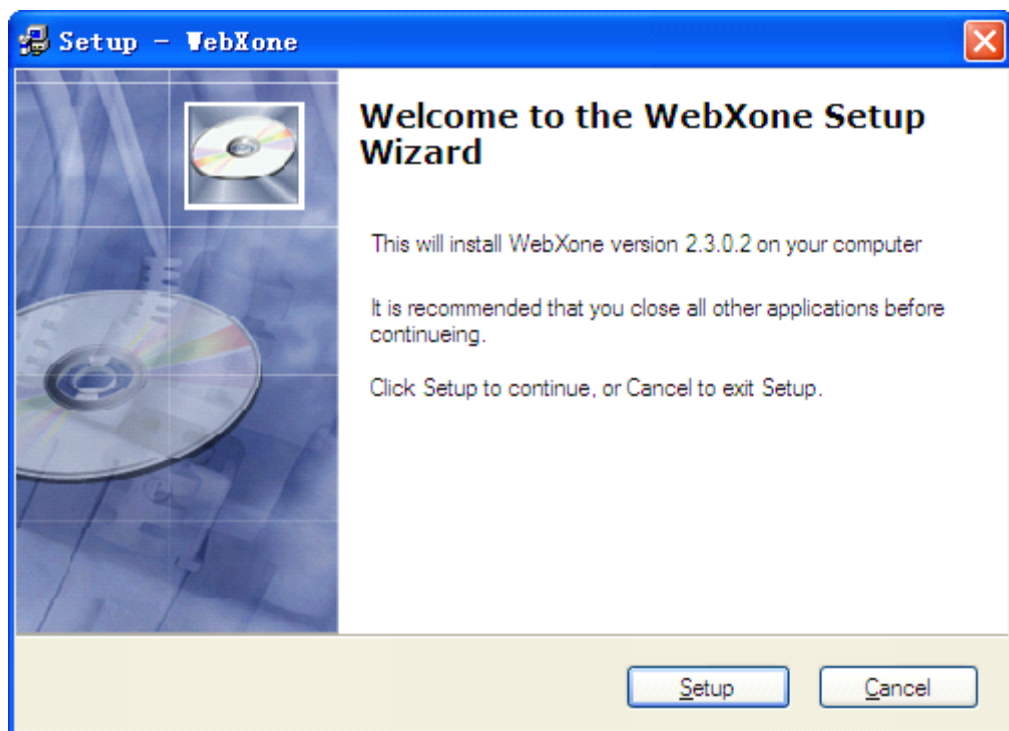 Setup - WebXone
Welcome to the WebXone Setup
Wizard
This will install WebXone version 2.3.0.2 on your computer
It is recommended that you close all other applications before
continueing.
Click Setup to continue, or Cancel to exit Setup.
Setup
Cancel